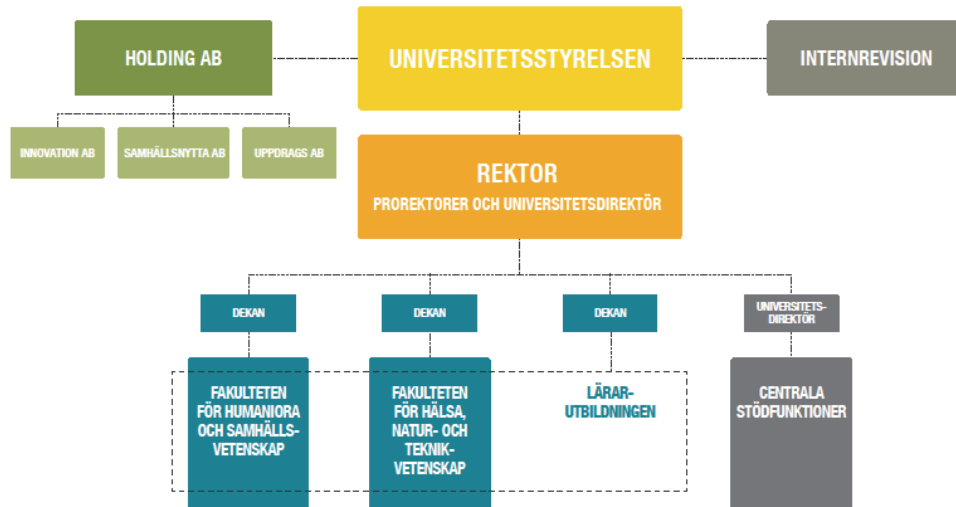 HOLDING AB
UNIVERSITETSSTYRELSEN
INTERNREVISION
INNOVATION AB
SAMHÄLLSNYTTA AB
UPPDRAGS AB
REKTOR
PROREKTORER OCH UNIVERSITETSDIREKTÖR
DEKAN
DEKAN
DEKAN
UNIVERSITETS-
DIREKTÖR
FAKULTETEN
FÖR HUMANIORA
OCH SAMHÄLLS-
VETENSKAP
FAKULTETEN
FÖR HÄLSA,
NATUR- OCH
TEKNIK-
VETENSKAP
LÄRAR-
UTBILDNINGEN
CENTRALA
STÖDFUNKTIONER